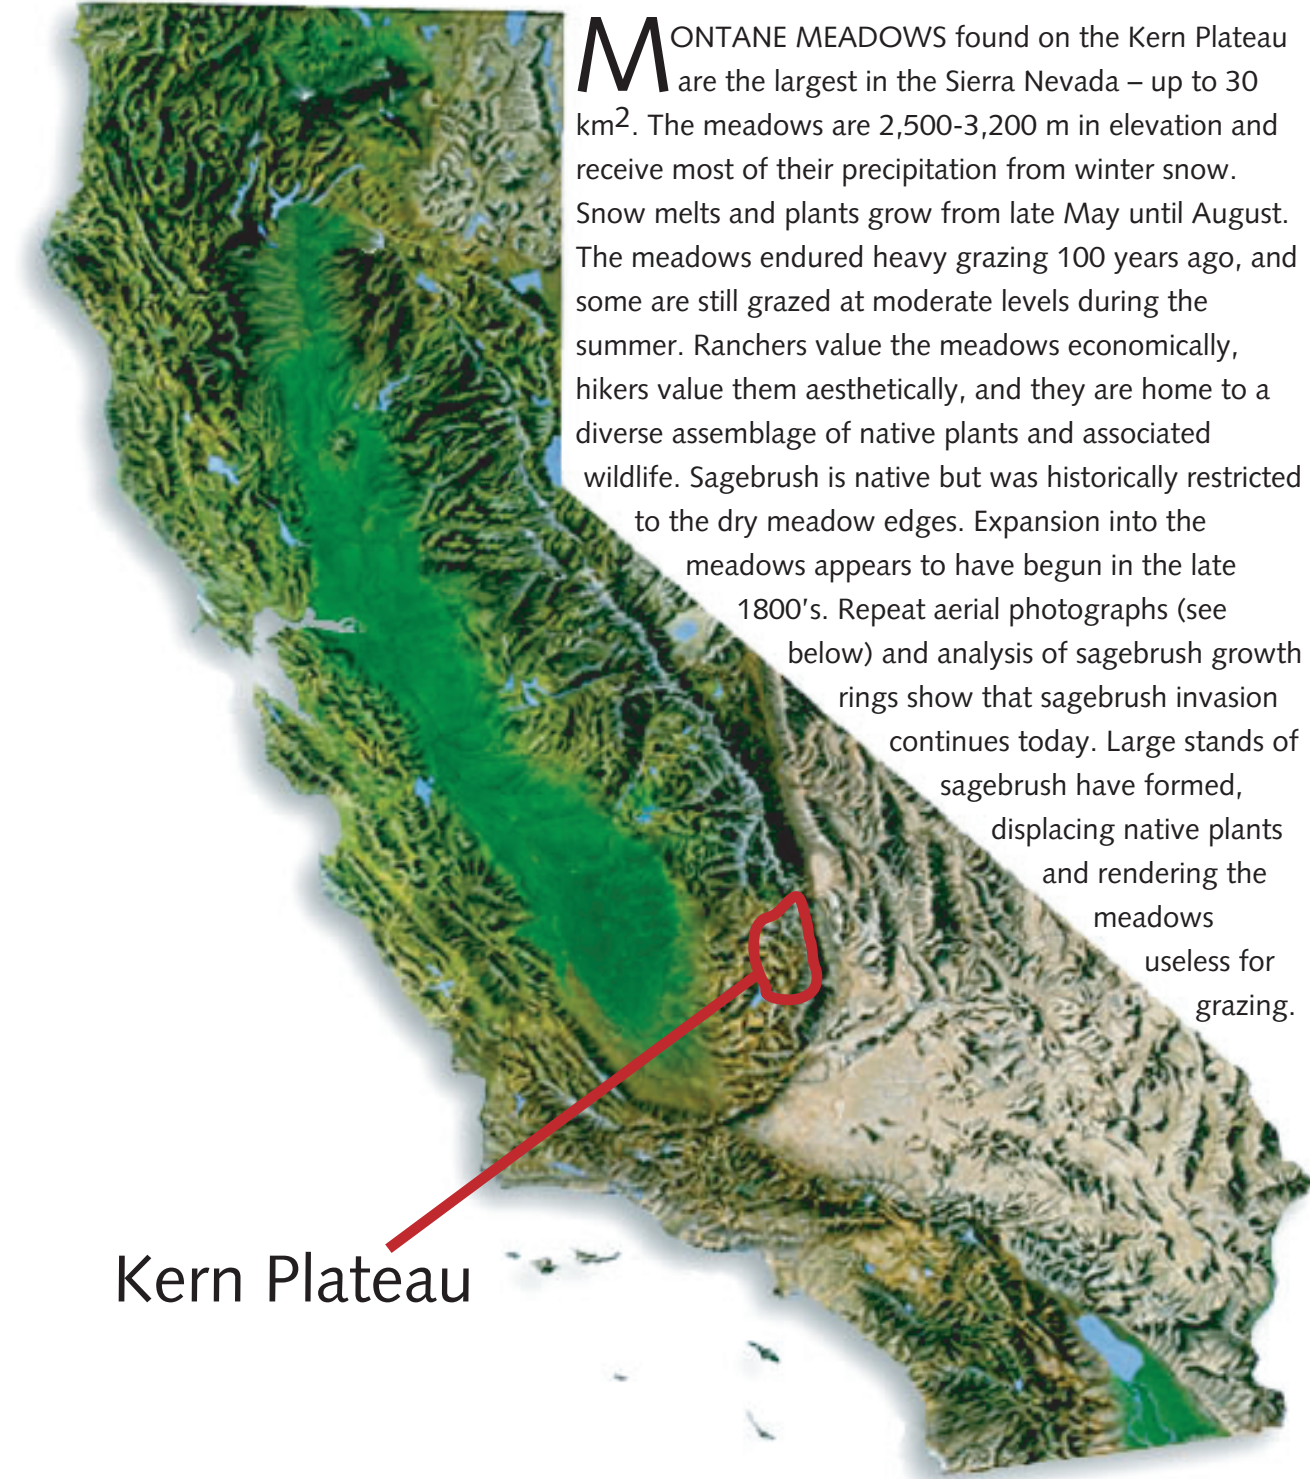 MONTANE MEADOWS found on the Kern Plateau
are the largest in the Sierra Nevada – up to 30
km². The meadows are 2,500-3,200 m in elevation and
receive most of their precipitation from winter snow.
Snow melts and plants grow from late May until August.
The meadows endured heavy grazing 100 years ago, and
some are still grazed at moderate levels during the
summer. Ranchers value the meadows economically,
hikers value them aesthetically, and they are home to a
diverse assemblage of native plants and associated
wildlife. Sagebrush is native but was historically restricted
to the dry meadow edges. Expansion into the
meadows appears to have begun in the late
1800's. Repeat aerial photographs (see
below) and analysis of sagebrush growth
rings show that sagebrush invasion
continues today. Large stands of
sagebrush have formed,
displacing native plants
and rendering the
meadows
useless for
grazing.
Kern Plateau